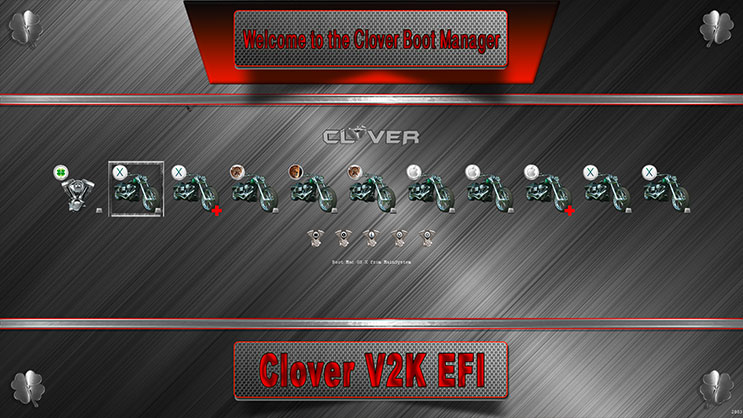 Welcome to the Clover Boot Manager
CLOVER
Boot Mac OS X from MainSystem
Clover V2K EFI